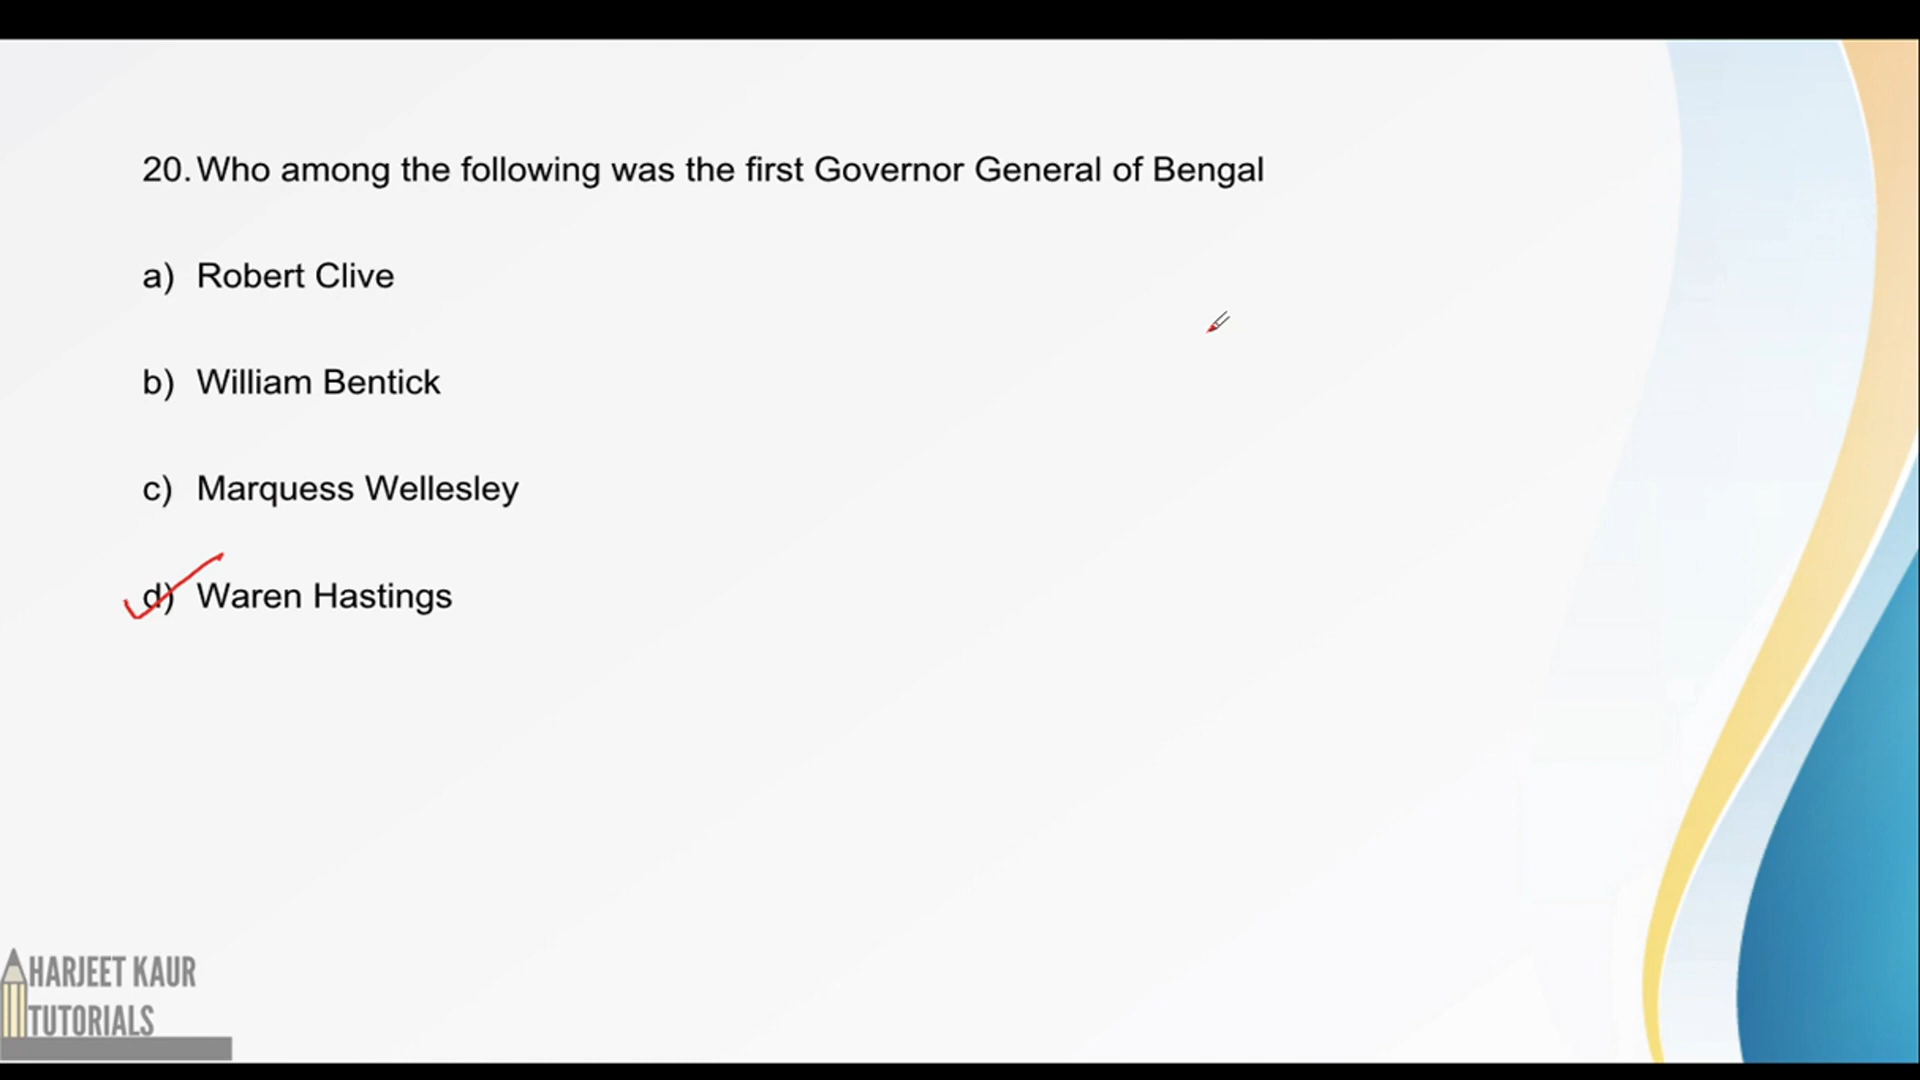 20. Who among the following was the first Governor General of Bengal
a) Robert Clive
b) William Bentick
c) Marquess Wellesley
d) Waren Hastings
HARJEET KAUR
TUTORIALS